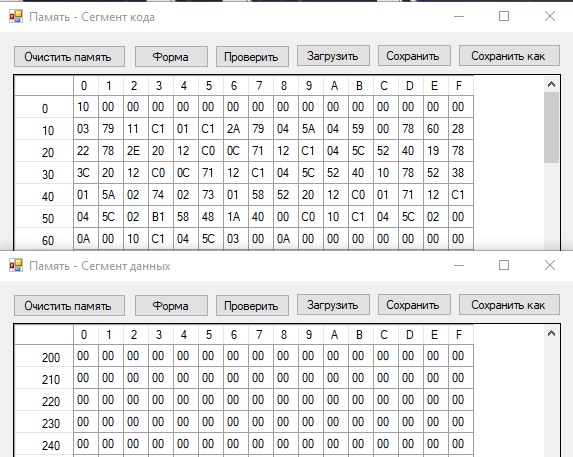 Память - Сегмент кода
Очистить память Форма Проверить Загрузить Сохранить Сохранить как
0 1 2 3 4 5 6 7 8 9 A B C D E F
0 10 00 00 00 00 00 00 00 00 00 00 00 00 00 00 00
10 03 79 11 C1 01 C1 2A 79 04 5A 04 59 00 78 60 28
20 22 78 2E 20 12 C0 0C 71 12 C1 04 5C 52 40 19 78
30 3C 20 12 C0 0C 71 12 C1 04 5C 52 40 10 78 52 38
40 01 5A 02 74 02 73 01 58 52 20 12 C0 01 71 12 C1
50 04 5C 02 B1 58 48 1A 40 00 C0 10 C1 04 5C 02 00
60 0A 00 10 C1 04 5C 03 00 0A 00 00 00 00 00 00 00
Память - Сегмент данных
Очистить память Форма Проверить Загрузить Сохранить Сохранить как
0 1 2 3 4 5 6 7 8 9 A B C D E F
200 00 00 00 00 00 00 00 00 00 00 00 00 00 00 00 00
210 00 00 00 00 00 00 00 00 00 00 00 00 00 00 00 00
220 00 00 00 00 00 00 00 00 00 00 00 00 00 00 00 00
230 00 00 00 00 00 00 00 00 00 00 00 00 00 00 00 00
240 00 00 00 00 00 00 00 00 00 00 00 00 00 00 00 00